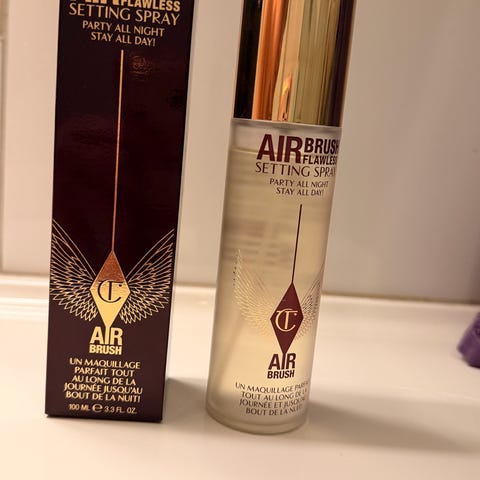 FLAWLESS
SETTING SPRAY
PARTY ALL NIGHT
STAY ALL DAY!
CT
AIR
BRUSH
UN MAQUILLAGE
PARFAIT TOUT
AU LONG DE LA
JOURNÉE JUSQU'AU
BOUT DE LA NUIT!
100 ML ℮ 3.3 FL. OZ.
AIRBRUSH
FLAWLESS
SETTING SPRAY
PARTY ALL NIGHT
STAY ALL DAY!
CT
AIR
BRUSH
UN MAQUILLAGE PARFAIT
TOUT AU LONG DE LA
JOURNÉE ET JUSQU'AU
BOUT DE LA NUIT!